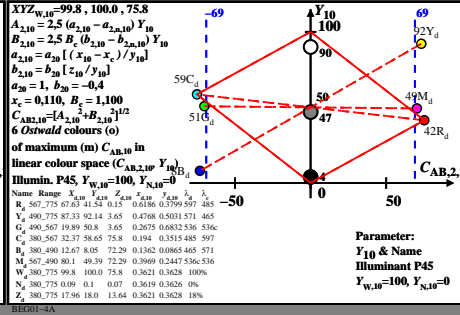 XYZW,10=99.8 , 100.0 , 75.8
A2,10=2,5 (a2,10 - a2,n,10) Y10
B2,10=2,5 Bc (b2,10 - b2,n,10) Y10
a2,10=a20 [ ( x10 - xc ) / y10 ]
b2,10=b20 [ z10 / y10 ]
a20 = 1, b20 = -0,4
xc = 0,110, Bc = 1,100
CAB2,10=[A2,10²+B2,10²]1/2
6 Ostwald colours (o)
of maximum (m) CAB,10 in
linear colour space (CAB2,10, Y10)
Illumin. P45, YW,10=100, YN,10=0
Name Range Xd,10 Yd,10 Zd,10 xd,10 yd,10 λd λc
Rd 567_775 67.63 41.54 0.15 0.6186 0.3799 597 485
Yd 490_775 87.33 92.14 3.65 0.4768 0.5031 571 465
Gd 490_567 19.89 50.8 3.65 0.2675 0.6832 536 536c
Cd 380_567 32.37 58.65 75.8 0.194 0.3515 485 597
Bd 380_490 12.67 8.05 72.29 0.1362 0.0865 465 571
Md 567_490 80.1 49.39 72.29 0.3969 0.2447 536c 536
Wd 380_775 99.8 100.0 75.8 0.3621 0.3628 100%
Nd 380_775 0.09 0.1 0.07 0.3619 0.3626 0%
Zd 380_775 17.96 18.0 13.64 0.3621 0.3628 18%
BEG01-4A
-69
Y10
69
100
92Yd
90
59Cd
50
49Md
51Gd
47
42Rd
8Bd
4
CAB,2,
-50
0
0
50
Parameter:
Y10 & Name
Illuminant P45
YW,10=100, YN,10=0